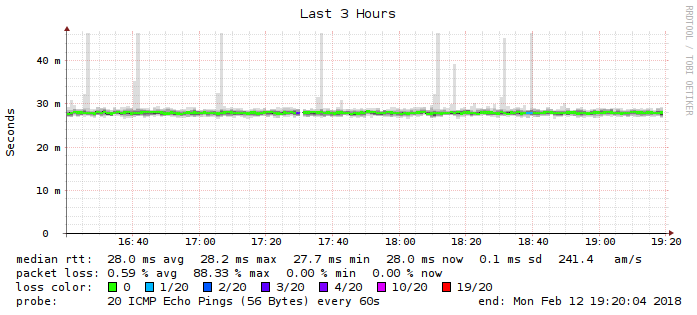 Last 3 Hours
RRDTOOL / TOBI OETIKER
Seconds
40 m
30 m
20 m
10 m
0
16:40 17:00 17:20 17:40 18:00 18:20 18:40 19:00 19:20
median rtt: 28.0 ms avg 28.2 ms max 27.7 ms min 28.0 ms now 0.1 ms sd 241.4 am/s
packet loss: 0.59 % avg 88.33 % max 0.00 % min 0.00 % now
loss color: 0 1/20 2/20 3/20 4/20 10/20 19/20
probe: 20 ICMP Echo Pings (56 Bytes) every 60s end: Mon Feb 12 19:20:04 2018